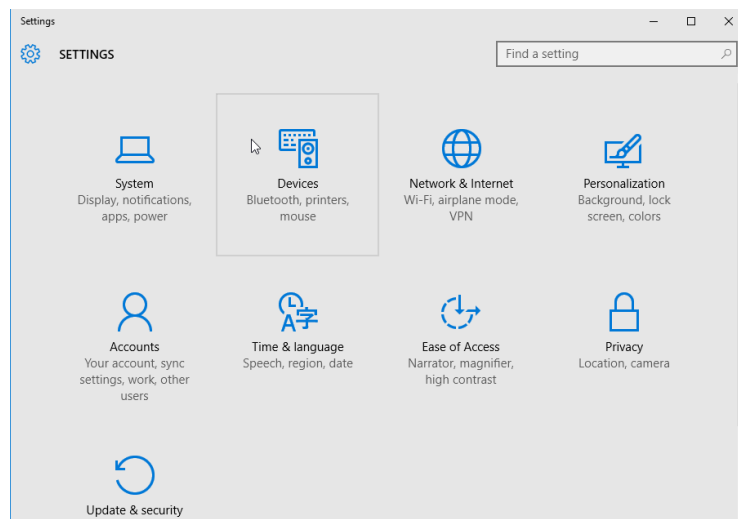 Settings
SETTINGS
Find a setting
System
Display, notifications,
apps, power
Devices
Bluetooth, printers,
mouse
Network & Internet
Wi-Fi, airplane mode,
VPN
Personalization
Background, lock
screen, colors
Accounts
Your account, sync
settings, work, other
users
Time & language
Speech, region, date
Ease of Access
Narrator, magnifier,
high contrast
Privacy
Location, camera
Update & security